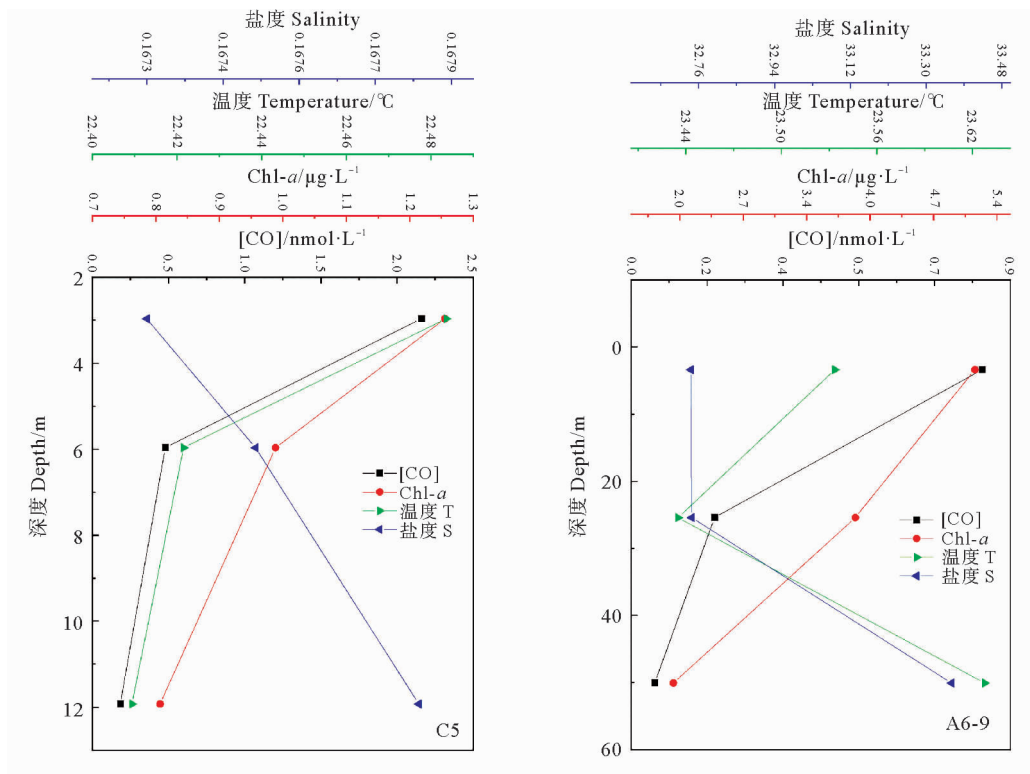 盐度 Salinity
0.1673 0.1674 0.1676 0.1677 0.1679
温度 Temperature/℃
22.40 22.42 22.44 22.46 22.48
Chl-a/μg·L⁻¹
0.7 0.8 0.9 1.0 1.1 1.2 1.3
[CO]/nmol·L⁻¹
0.0 0.5 1.0 1.5 2.0 2.5
2
4
6
8
10
12
深度 Depth/m
[CO]
Chl-a
温度 T
盐度 S
C5
盐度 Salinity
32.76 32.94 33.12 33.30 33.48
温度 Temperature/℃
23.44 23.50 23.56 23.62
Chl-a/μg·L⁻¹
2.0 2.7 3.4 4.0 4.7 5.4
[CO]/nmol·L⁻¹
0.0 0.2 0.4 0.5 0.7 0.9
0
20
40
60
深度 Depth/m
[CO]
Chl-a
温度 T
盐度 S
A6-9